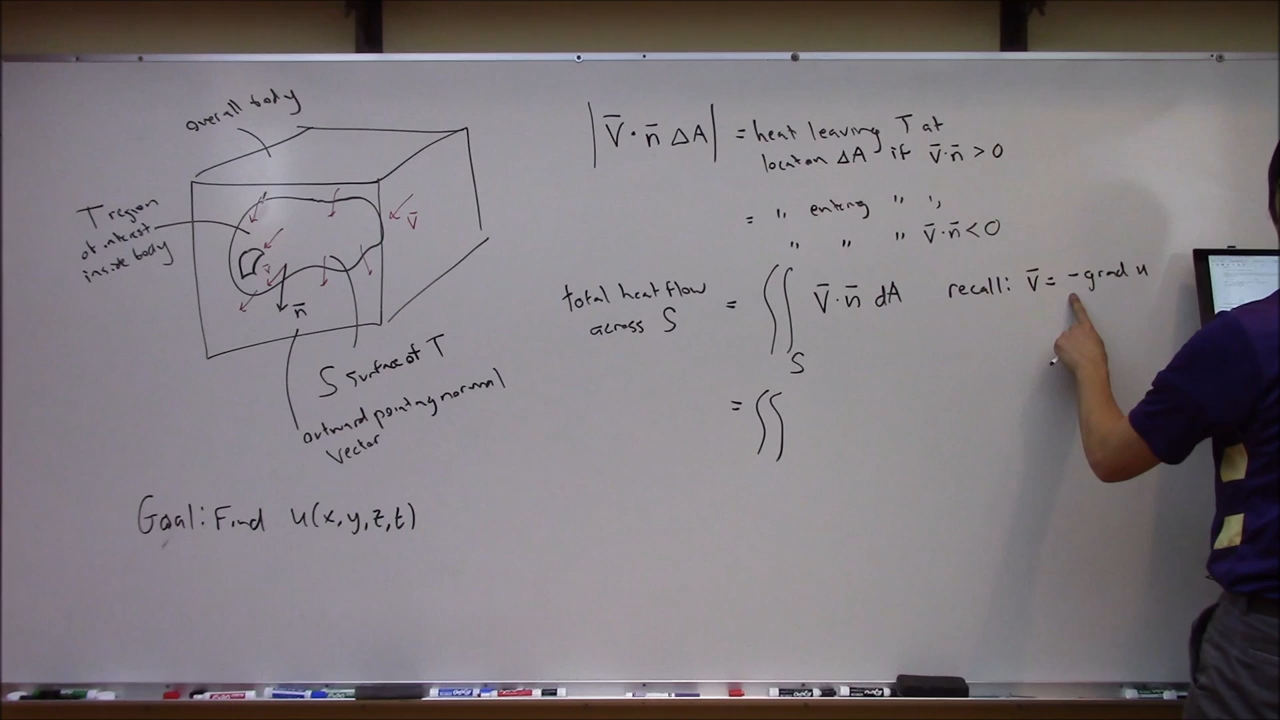 overall body
T region
of interest
inside body
V̄
V̄
n̄
S surface of T
outward pointing normal
vector
Goal: Find u(x,y,z,t)
|V̄ · n̄ ΔA| = heat leaving T at
location ΔA if V̄·n̄ > 0
= " entering " "
" " " V̄·n̄ < 0
total heat flow
across S = ∬ V̄ · n̄ dA recall: V̄ = -grad u
S
= ∬